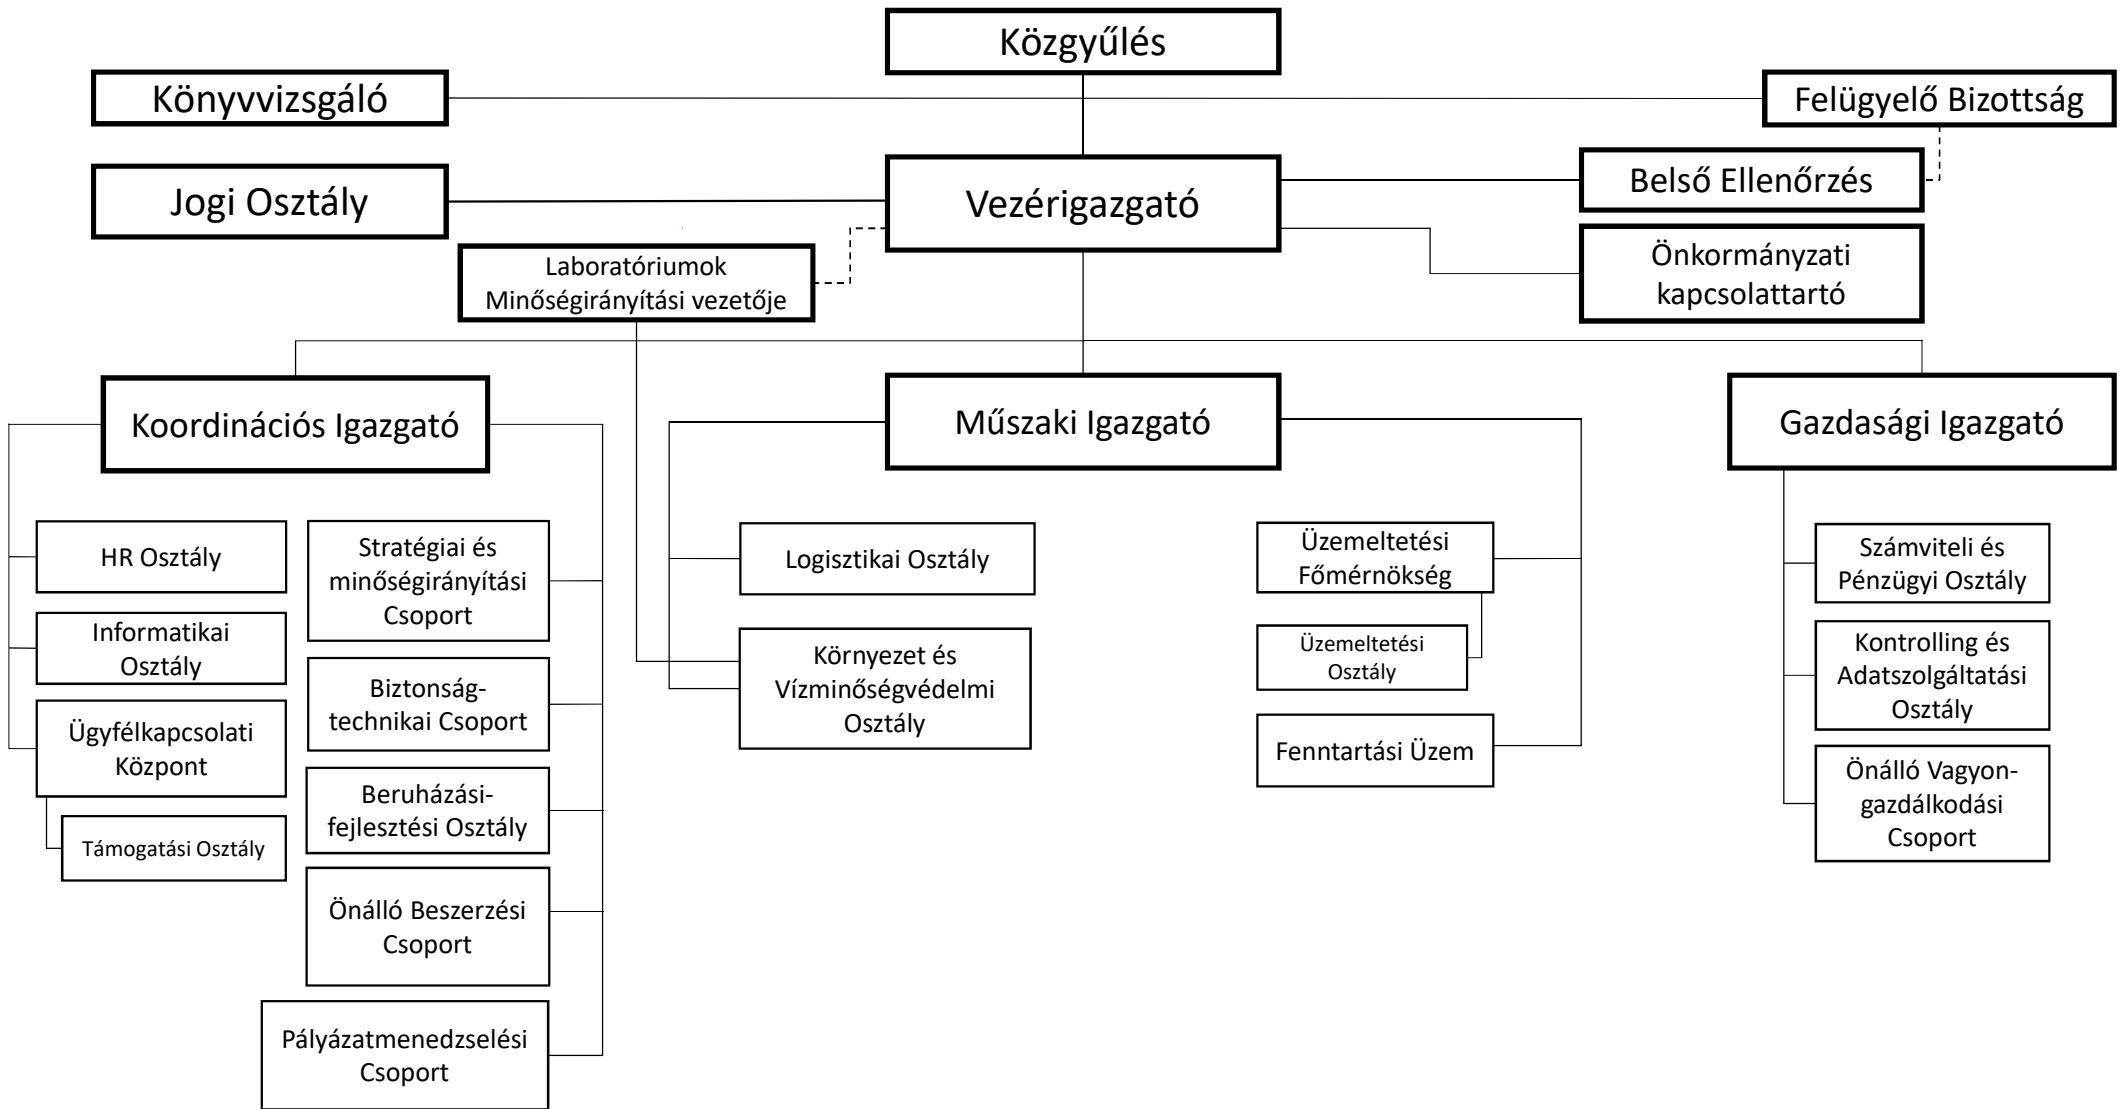 Közgyűlés
Könyvvizsgáló
Felügyelő Bizottság
Jogi Osztály
Vezérigazgató
Belső Ellenőrzés
Laboratóriumok
Minőségirányítási vezetője
Önkormányzati
kapcsolattartó
Koordinációs Igazgató
Műszaki Igazgató
Gazdasági Igazgató
HR Osztály
Informatikai
Osztály
Ügyfélkapcsolati
Központ
Támogatási Osztály
Stratégiai és
minőségirányítási
Csoport
Biztonság-
technikai Csoport
Beruházási-
fejlesztési Osztály
Önálló Beszerzési
Csoport
Pályázatmenedzselési
Csoport
Logisztikai Osztály
Környezet és
Vízminőségvédelmi
Osztály
Üzemeltetési
Főmérnökség
Üzemeltetési
Osztály
Fenntartási Üzem
Számviteli és
Pénzügyi Osztály
Kontrolling és
Adatszolgáltatási
Osztály
Önálló Vagyon-
gazdálkodási
Csoport